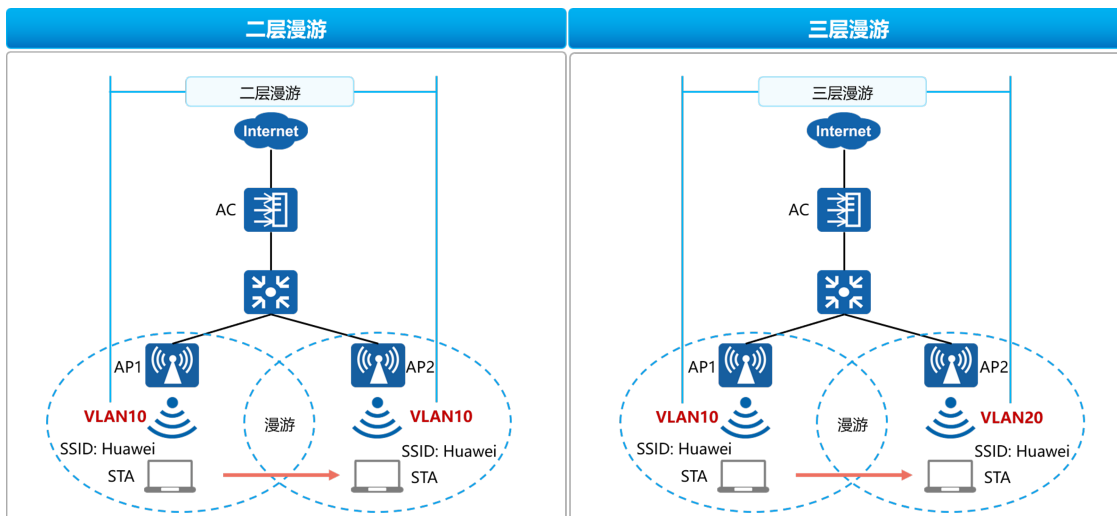 二层漫游
二层漫游
Internet
AC
AP1
AP2
VLAN10
VLAN10
漫游
SSID: Huawei
SSID: Huawei
STA
STA
三层漫游
三层漫游
Internet
AC
AP1
AP2
VLAN10
VLAN20
漫游
SSID: Huawei
SSID: Huawei
STA
STA